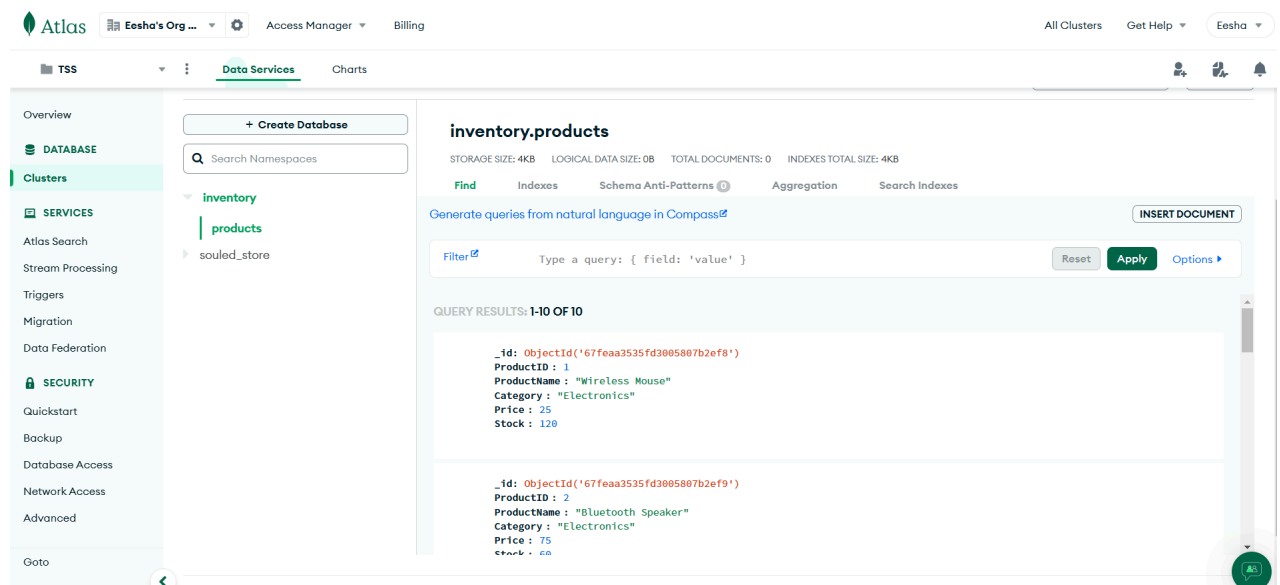 Atlas
Eesha's Org ...
Access Manager
Billing
All Clusters
Get Help
Eesha
TSS
Data Services
Charts
Overview
DATABASE
Clusters
SERVICES
Atlas Search
Stream Processing
Triggers
Migration
Data Federation
SECURITY
Quickstart
Backup
Database Access
Network Access
Advanced
Goto
+ Create Database
Search Namespaces
inventory
products
souled_store
inventory.products
STORAGE SIZE: 4KB LOGICAL DATA SIZE: 0B TOTAL DOCUMENTS: 0 INDEXES TOTAL SIZE: 4KB
Find Indexes Schema Anti-Patterns 0 Aggregation Search Indexes
Generate queries from natural language in Compass
INSERT DOCUMENT
Filter
Type a query: { field: 'value' }
Reset
Apply
Options
QUERY RESULTS: 1-10 OF 10
_id: ObjectId('67feaa3535fd3005807b2ef8')
ProductID : 1
ProductName : "Wireless Mouse"
Category : "Electronics"
Price : 25
Stock : 120
_id: ObjectId('67feaa3535fd3005807b2ef9')
ProductID : 2
ProductName : "Bluetooth Speaker"
Category : "Electronics"
Price : 75
Stock : 60